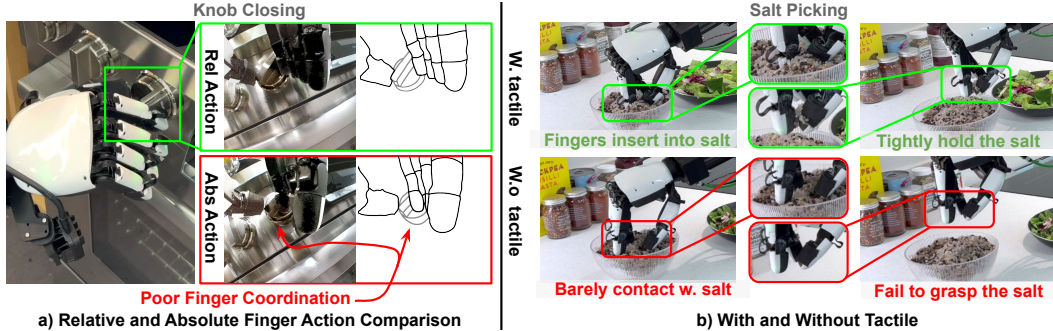 Knob Closing
Rel Action
Abs Action
Poor Finger Coordination
a) Relative and Absolute Finger Action Comparison
Salt Picking
W. tactile
W.o tactile
Fingers insert into salt
Tightly hold the salt
Barely contact w. salt
Fail to grasp the salt
b) With and Without Tactile